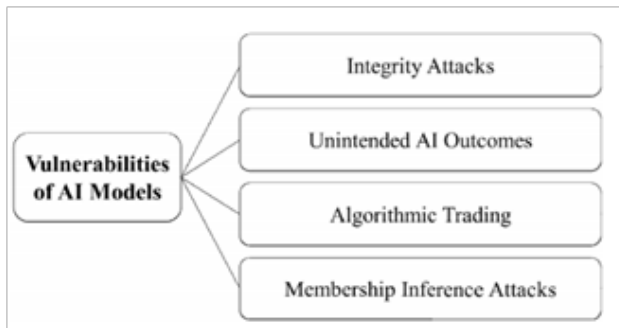 Vulnerabilities
of AI Models
Integrity Attacks
Unintended AI Outcomes
Algorithmic Trading
Membership Inference Attacks